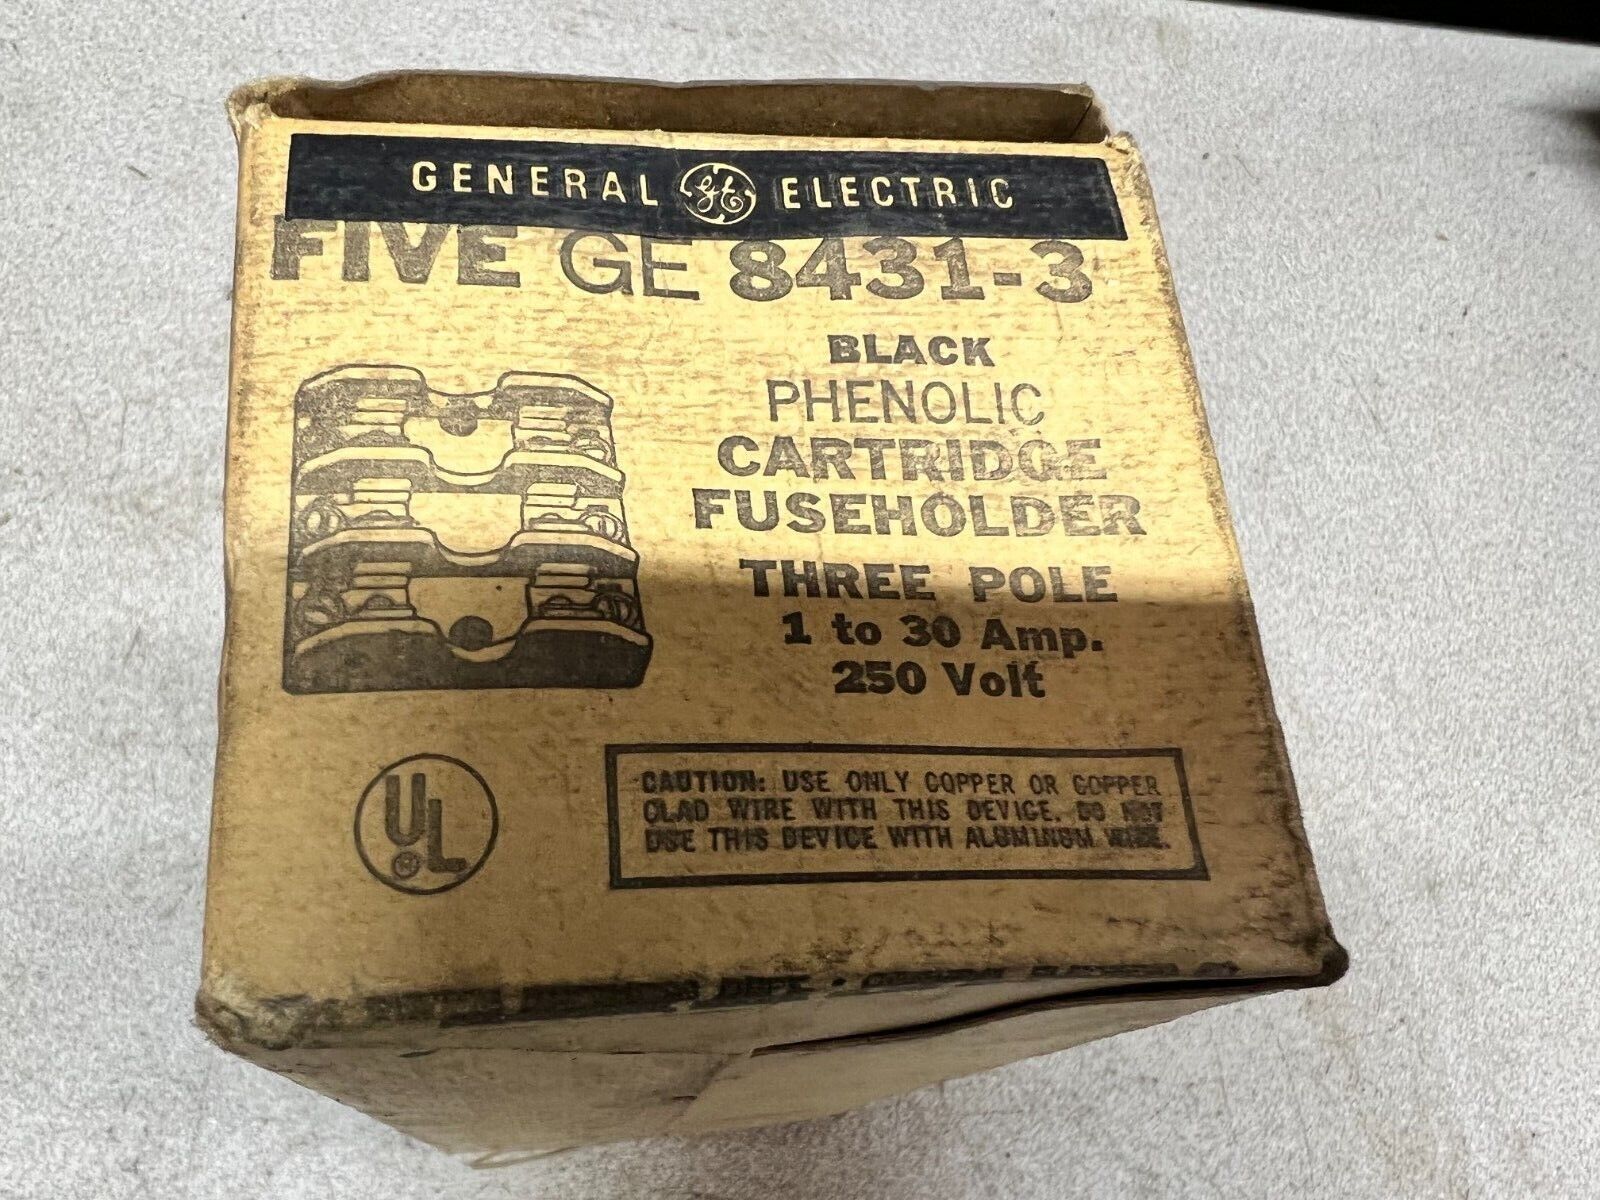 GENERAL GE ELECTRIC
FIVE GE 8431-3
BLACK
PHENOLIC
CARTRIDGE
FUSEHOLDER
THREE POLE
1 to 30 Amp.
250 Volt
UL
®
CAUTION: USE ONLY COPPER OR COPPER
CLAD WIRE WITH THIS DEVICE. DO NOT
USE THIS DEVICE WITH ALUMINUM WIRE.